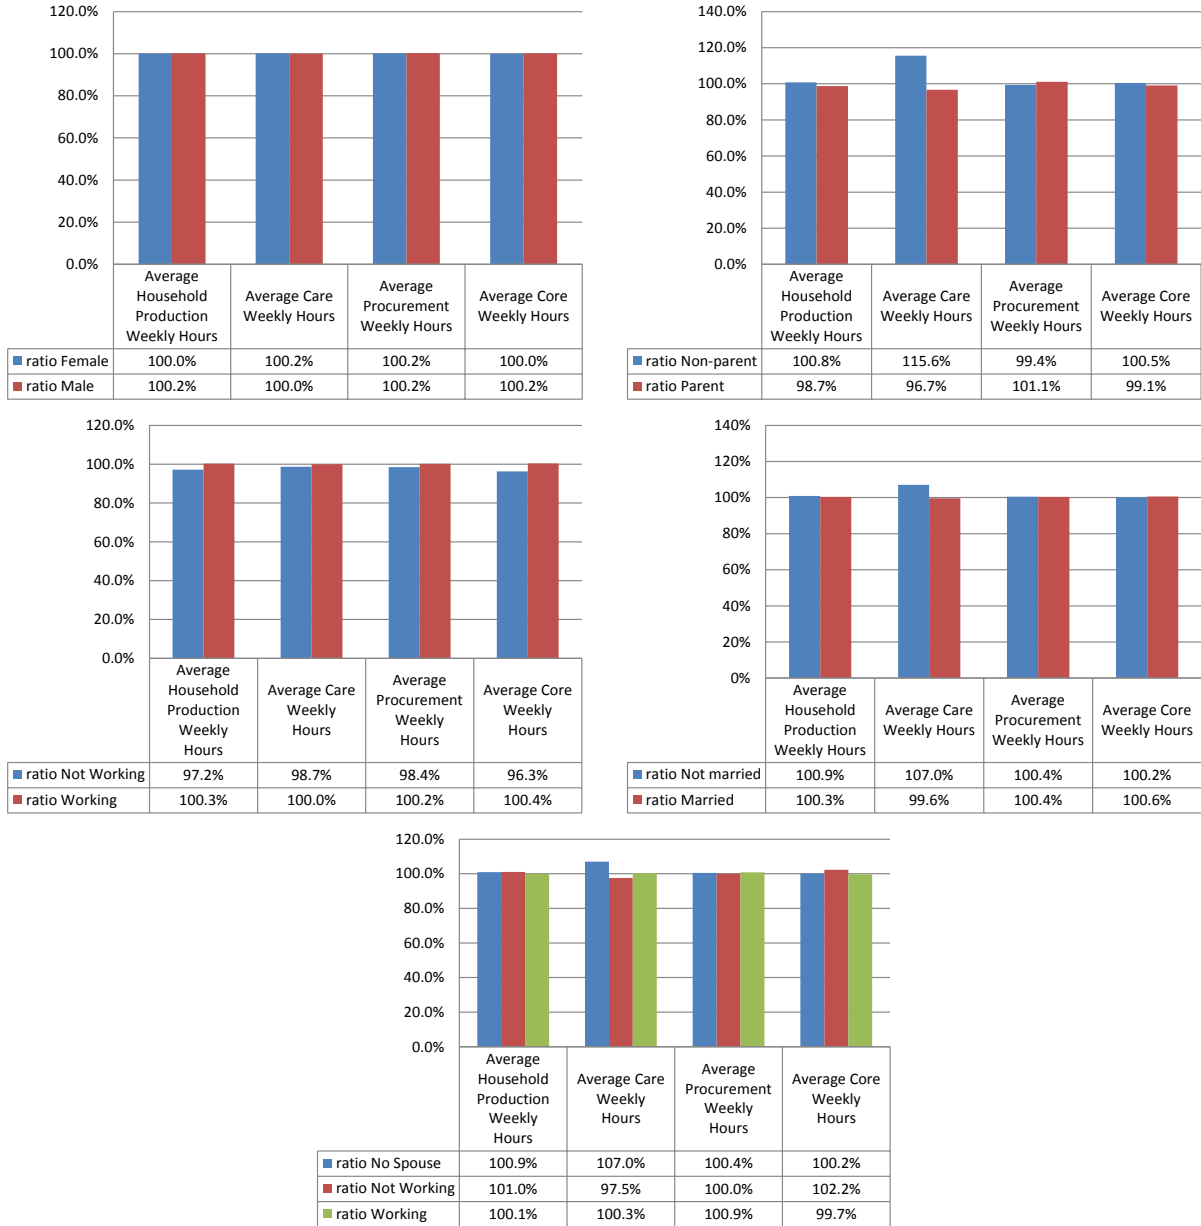 120.0%
100.0%
80.0%
60.0%
40.0%
20.0%
0.0%
Average
Household
Production
Weekly Hours
Average Care
Weekly Hours
Average
Procurement
Weekly Hours
Average Core
Weekly Hours
ratio Female 100.0% 100.2% 100.2% 100.0%
ratio Male 100.2% 100.0% 100.2% 100.2%
140.0%
120.0%
100.0%
80.0%
60.0%
40.0%
20.0%
0.0%
Average
Household
Production
Weekly Hours
Average Care
Weekly Hours
Average
Procurement
Weekly Hours
Average Core
Weekly Hours
ratio Non-parent 100.8% 115.6% 99.4% 100.5%
ratio Parent 98.7% 96.7% 101.1% 99.1%
120.0%
100.0%
80.0%
60.0%
40.0%
20.0%
0.0%
Average
Household
Production
Weekly
Hours
Average Care
Weekly
Hours
Average
Procurement
Weekly
Hours
Average Core
Weekly
Hours
ratio Not Working 97.2% 98.7% 98.4% 96.3%
ratio Working 100.3% 100.0% 100.2% 100.4%
140%
120%
100%
80%
60%
40%
20%
0%
Average
Household
Production
Weekly Hours
Average Care
Weekly Hours
Average
Procurement
Weekly Hours
Average Core
Weekly Hours
ratio Not married 100.9% 107.0% 100.4% 100.2%
ratio Married 100.3% 99.6% 100.4% 100.6%
120.0%
100.0%
80.0%
60.0%
40.0%
20.0%
0.0%
Average
Household
Production
Weekly
Hours
Average Care
Weekly
Hours
Average
Procurement
Weekly
Hours
Average Core
Weekly
Hours
ratio No Spouse 100.9% 107.0% 100.4% 100.2%
ratio Not Working 101.0% 97.5% 100.0% 102.2%
ratio Working 100.1% 100.3% 100.9% 99.7%